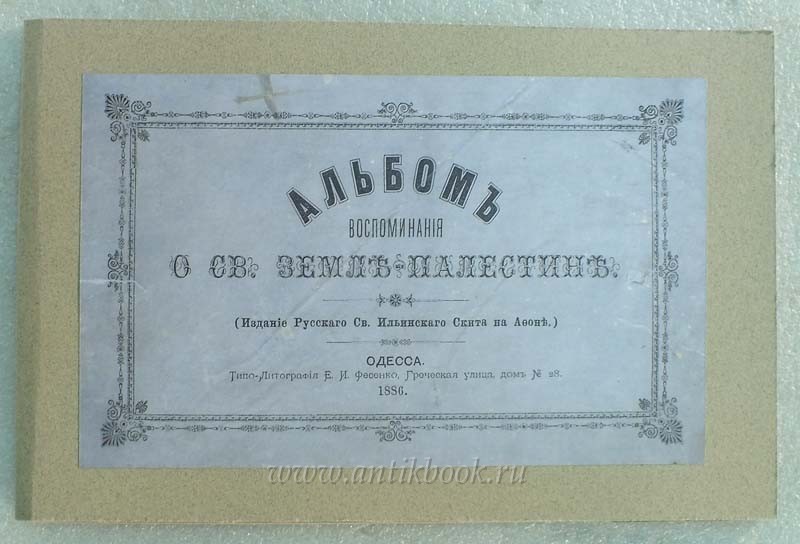 АЛЬБОМЪ
ВОСПОМИНАНІЯ
О СВ. ЗЕМЛѢ-ПАЛЕСТИНѢ.
(Изданіе Русскаго Св. Ильинскаго Скита на Аѳонѣ.)
ОДЕССА.
Типо-Литографія Е. И. Фесенко, Греческая улица, домъ № 28.
1886.
www.antikbook.ru